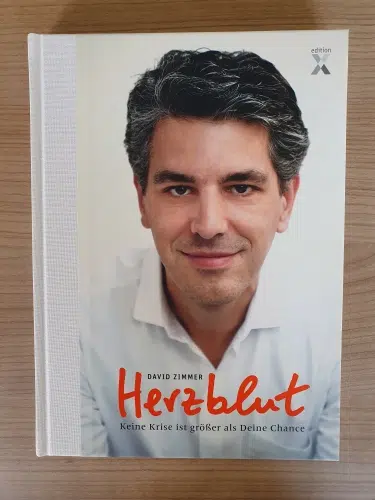 edition
X
DAVID ZIMMER
Herzblut
Keine Krise ist größer als Deine Chance